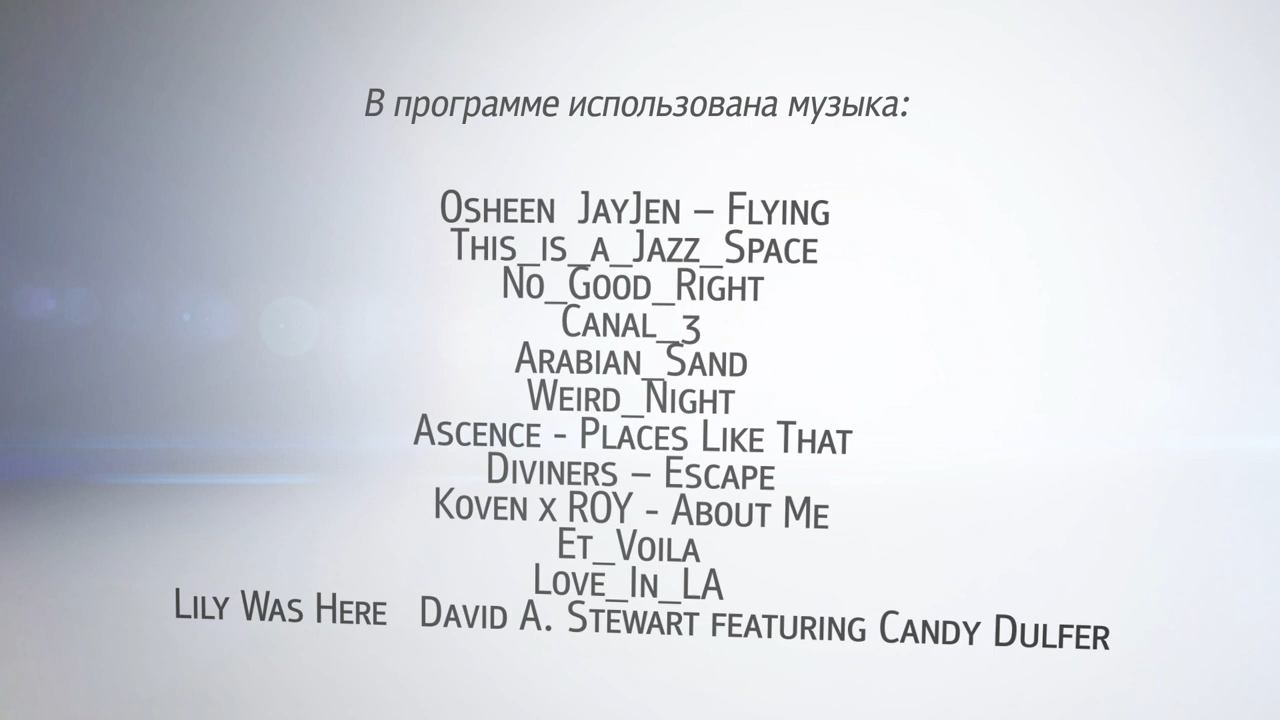 В программе использована музыка:
Osheen JayJen – Flying
This_is_a_Jazz_Space
No_Good_Right
Canal_3
Arabian_Sand
Weird_Night
Ascence - Places Like That
Diviners – Escape
Koven x ROY - About Me
Et_Voila
Love_In_LA
Lily Was Here David A. Stewart featuring Candy Dulfer